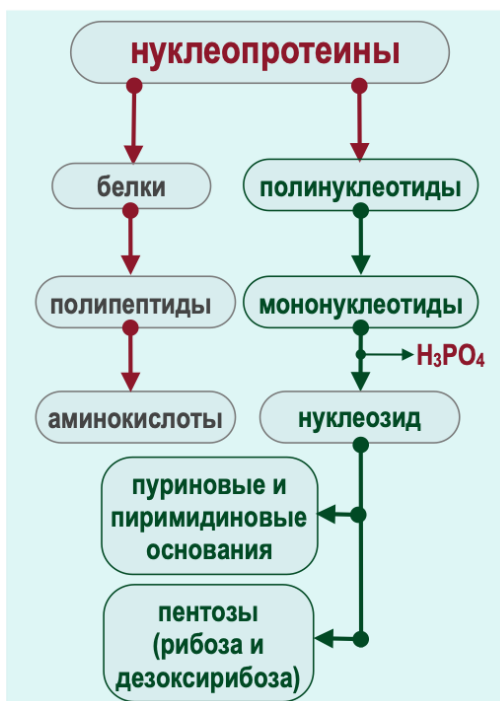 нуклеопротеины
белки
полинуклеотиды
полипептиды
мононуклеотиды
H₃PO₄
аминокислоты
нуклеозид
пуриновые и
пиримидиновые
основания
пентозы
(рибоза и
дезоксирибоза)